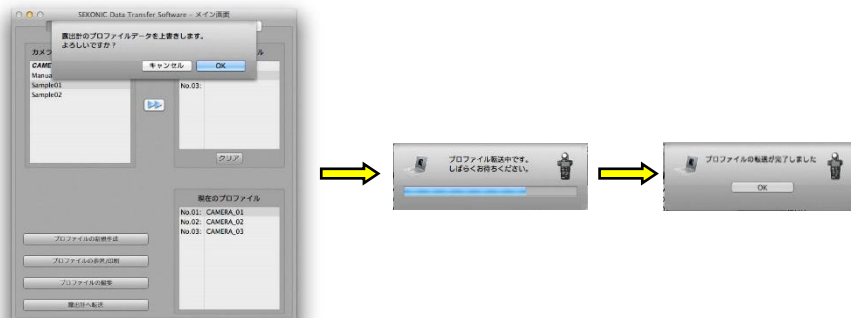 SEKONIC Data Transfer Software – メイン画面
露出計のプロファイルデータを上書きします。
よろしいですか?
キャンセル
OK
カメラ
ル
CAME
Manua
Sample01
Sample02
No.03:
クリア
現在のプロファイル
No.01: CAMERA_01
No.02: CAMERA_02
No.03: CAMERA_03
プロファイルの新規作成
プロファイルの表示/印刷
プロファイルの編集
露出計へ転送
プロファイル転送中です。
しばらくお待ちください。
プロファイルの転送が完了しました
OK